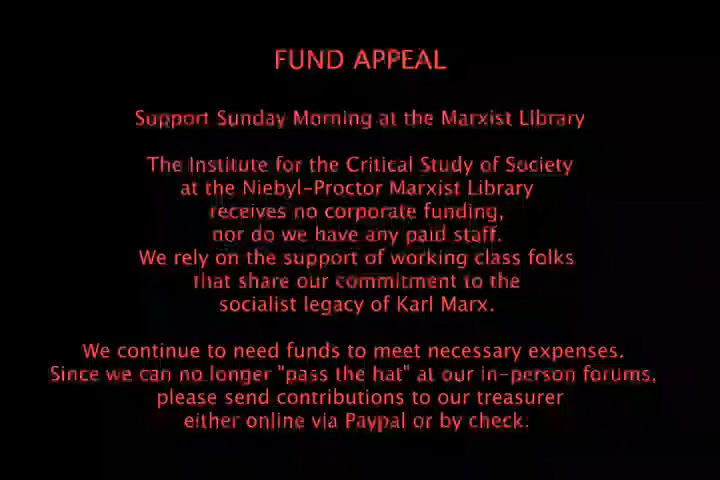 FUND APPEAL
Support Sunday Morning at the Marxist Library
The Institute for the Critical Study of Society
at the Niebyl-Proctor Marxist Library
receives no corporate funding,
nor do we have any paid staff.
We rely on the support of working class folks
that share our commitment to the
socialist legacy of Karl Marx.
We continue to need funds to meet necessary expenses.
Since we can no longer "pass the hat" at our in-person forums,
please send contributions to our treasurer
either online via Paypal or by check: